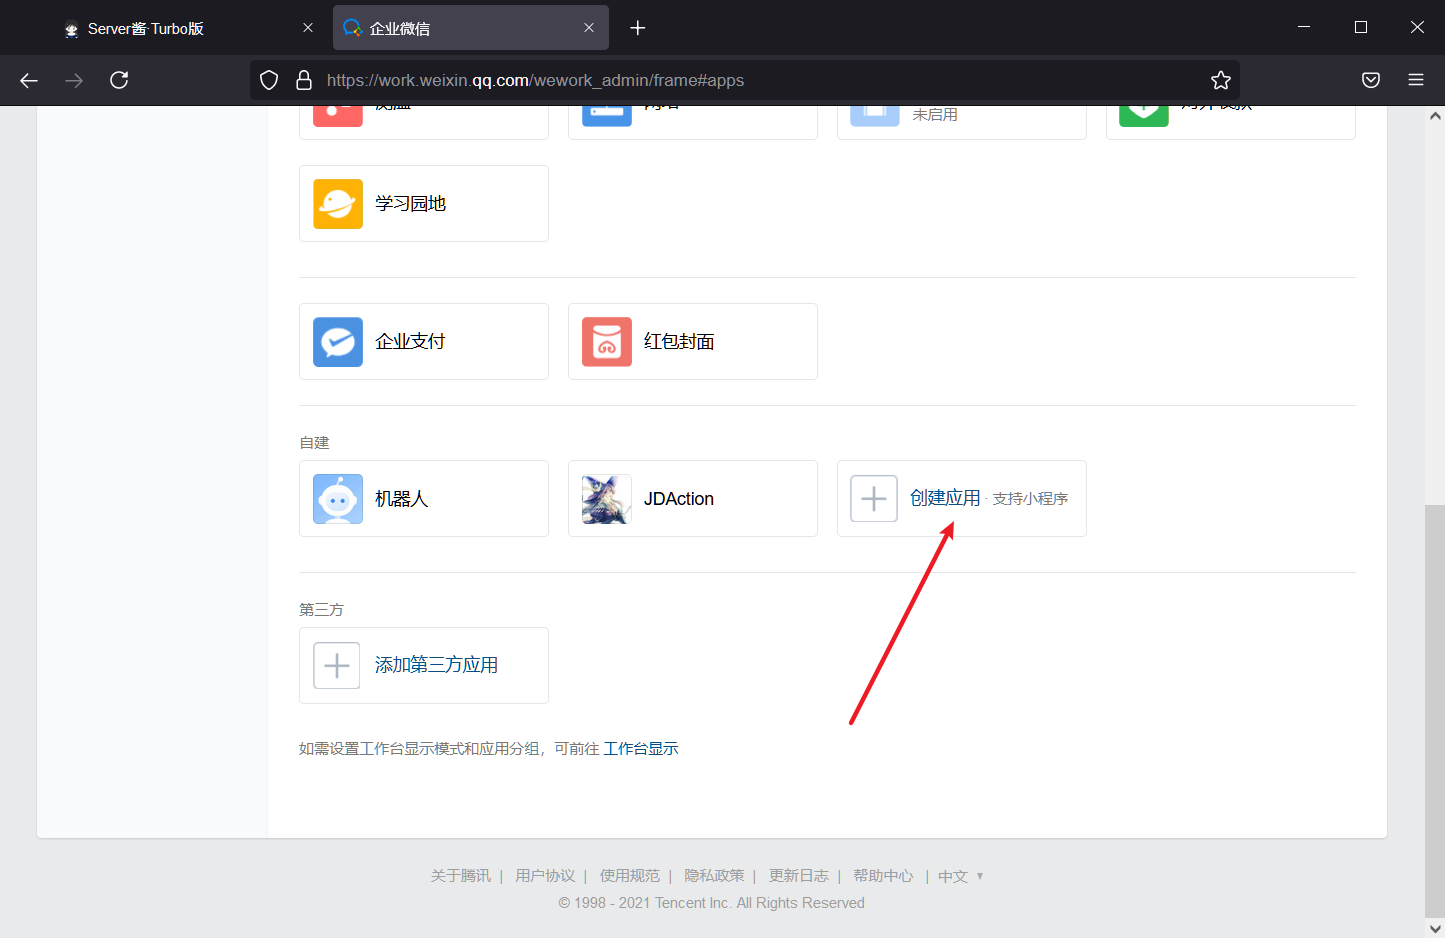 Server酱·Turbo版
企业微信
https://work.weixin.qq.com/wework_admin/frame#apps
未启用
学习园地
企业支付
红包封面
自建
机器人
JDAction
创建应用 · 支持小程序
第三方
添加第三方应用
如需设置工作台显示模式和应用分组，可前往 工作台显示
关于腾讯 | 用户协议 | 使用规范 | 隐私政策 | 更新日志 | 帮助中心 | 中文 ▼
© 1998 - 2021 Tencent Inc. All Rights Reserved